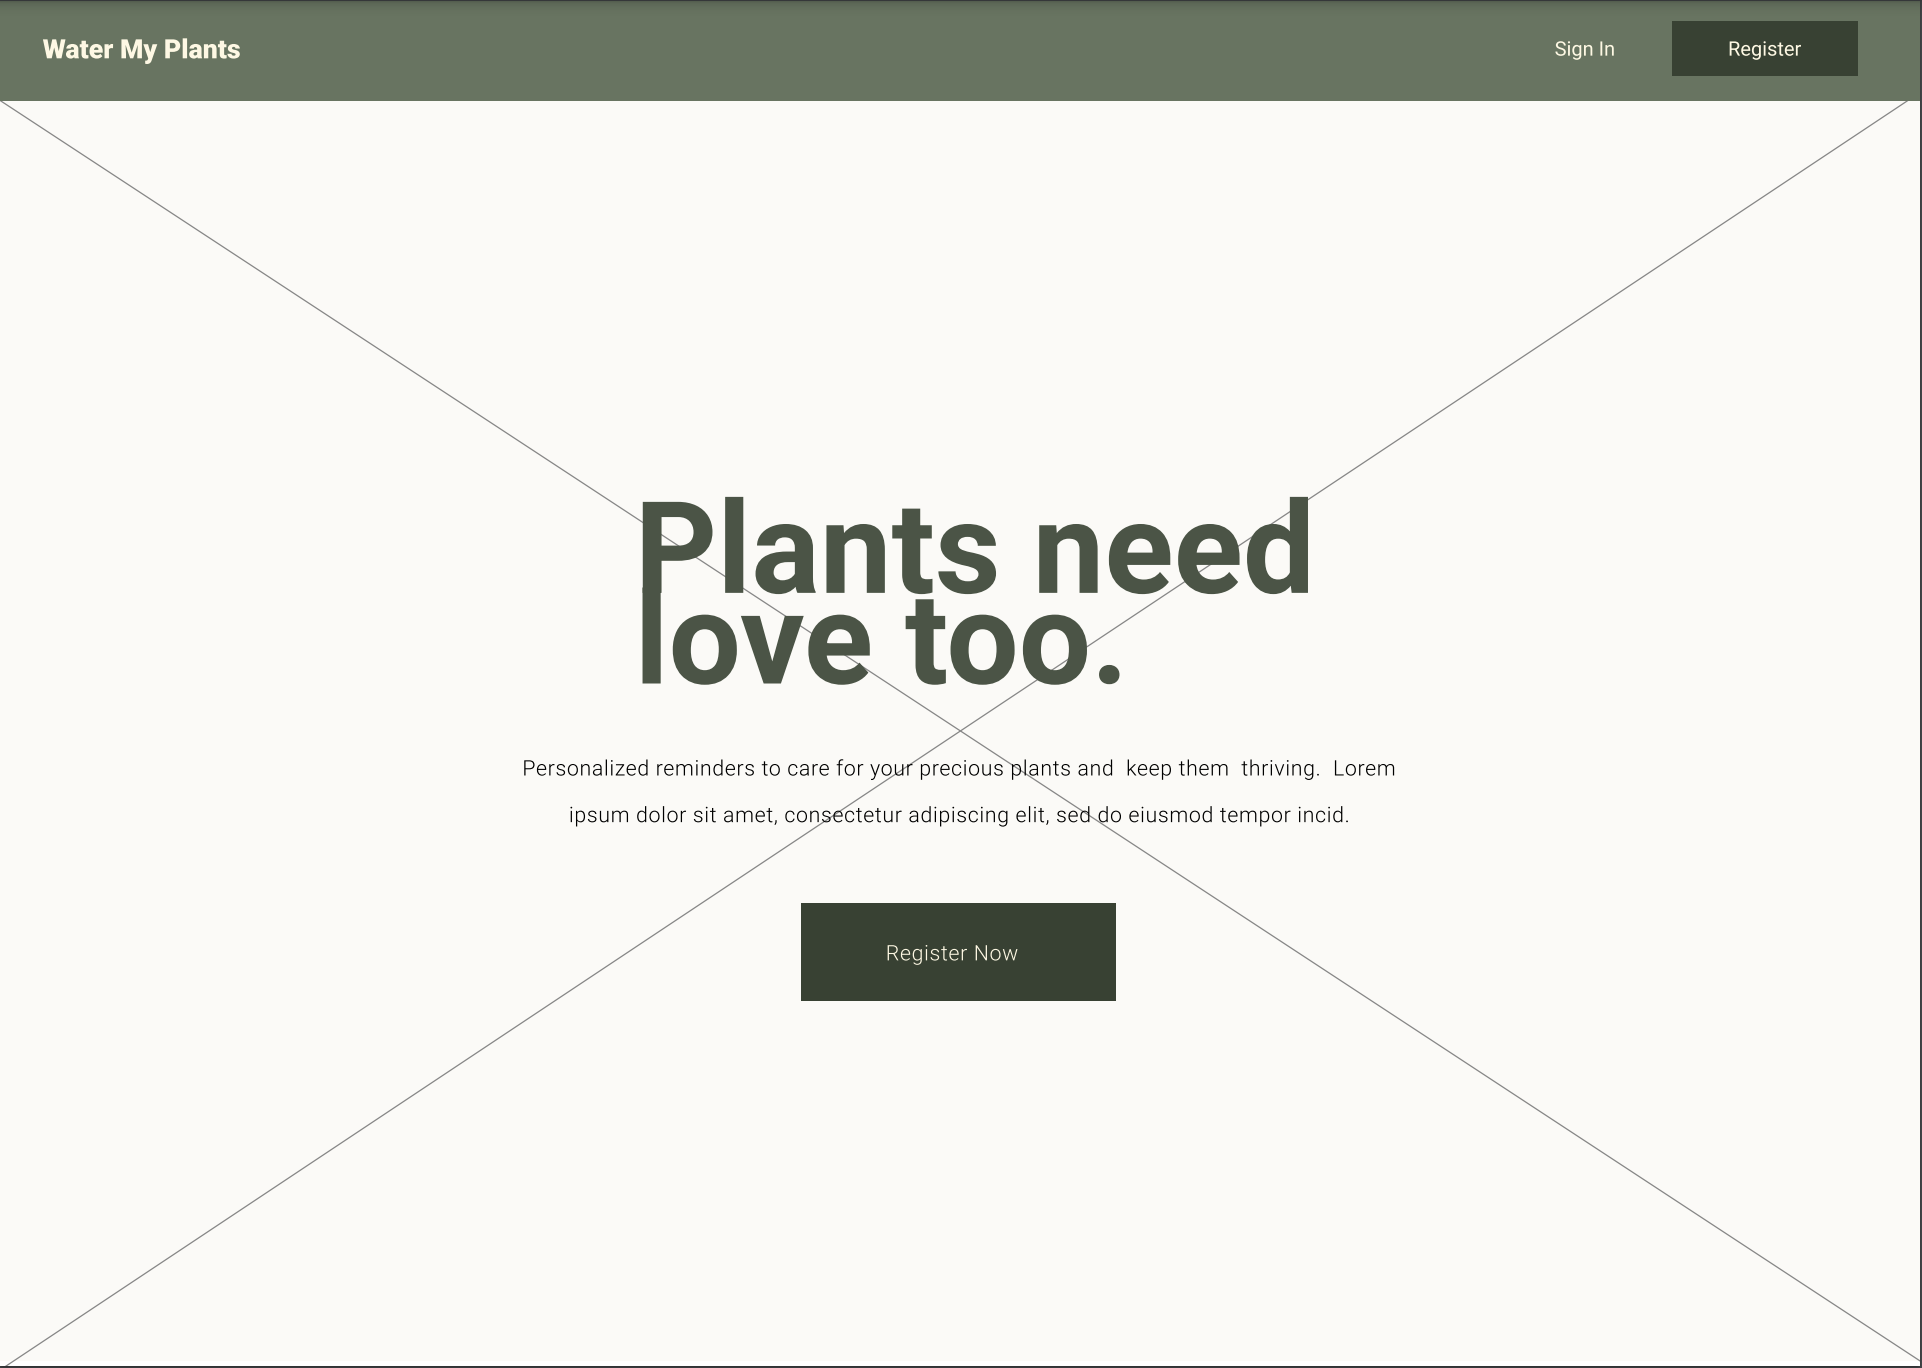 Water My Plants
Sign In
Register
Plants need
love too.
Personalized reminders to care for your precious plants and keep them thriving. Lorem
ipsum dolor sit amet, consectetur adipiscing elit, sed do eiusmod tempor incid.
Register Now